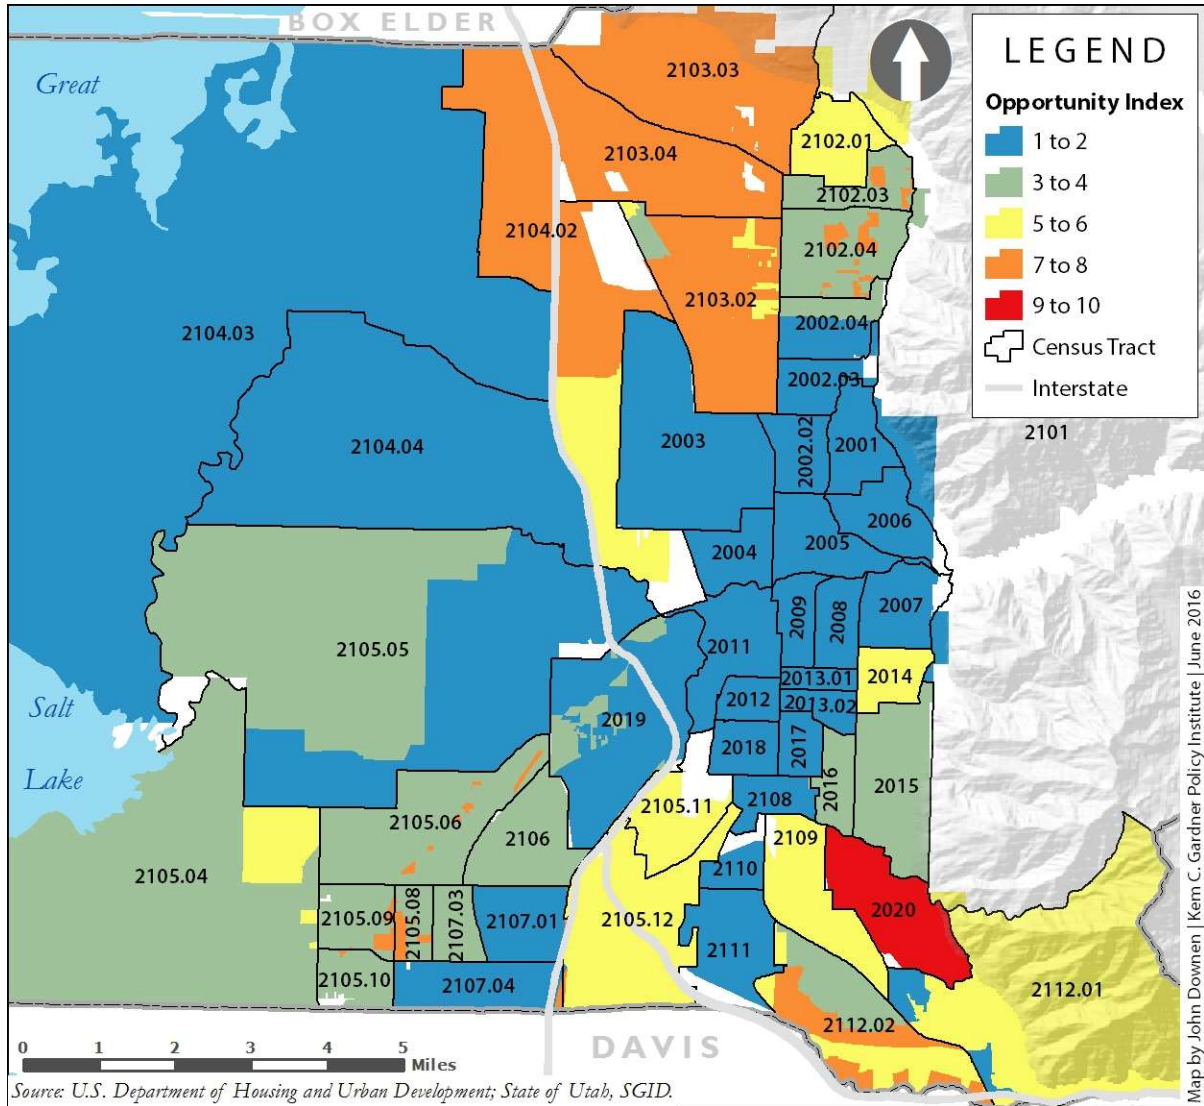 BOX ELDER
Great
2103.03
LEGEND
Opportunity Index
1 to 2
3 to 4
5 to 6
7 to 8
9 to 10
Census Tract
Interstate
2102.01
2103.04
2102.03
2104.02
2102.04
2103.02
2104.03
2002.04
2002.03
2104.04
2003
2002.02
2001
2101
2006
2004
2005
2009
2008
2007
2105.05
2011
2013.01
2014
2012
2013.02
Salt
2019
2018
2017
Lake
2016
2015
2105.11
2108
2105.06
2106
2109
2105.04
2110
2105.09
2105.08
2107.03
2107.01
2105.12
2020
2111
2105.10
2107.04
2112.01
2112.02
DAVIS
0 1 2 3 4 5
Miles
Source: U.S. Department of Housing and Urban Development; State of Utah, SGID.
Map by John Downen | Kem C. Gardner Policy Institute | June 2016